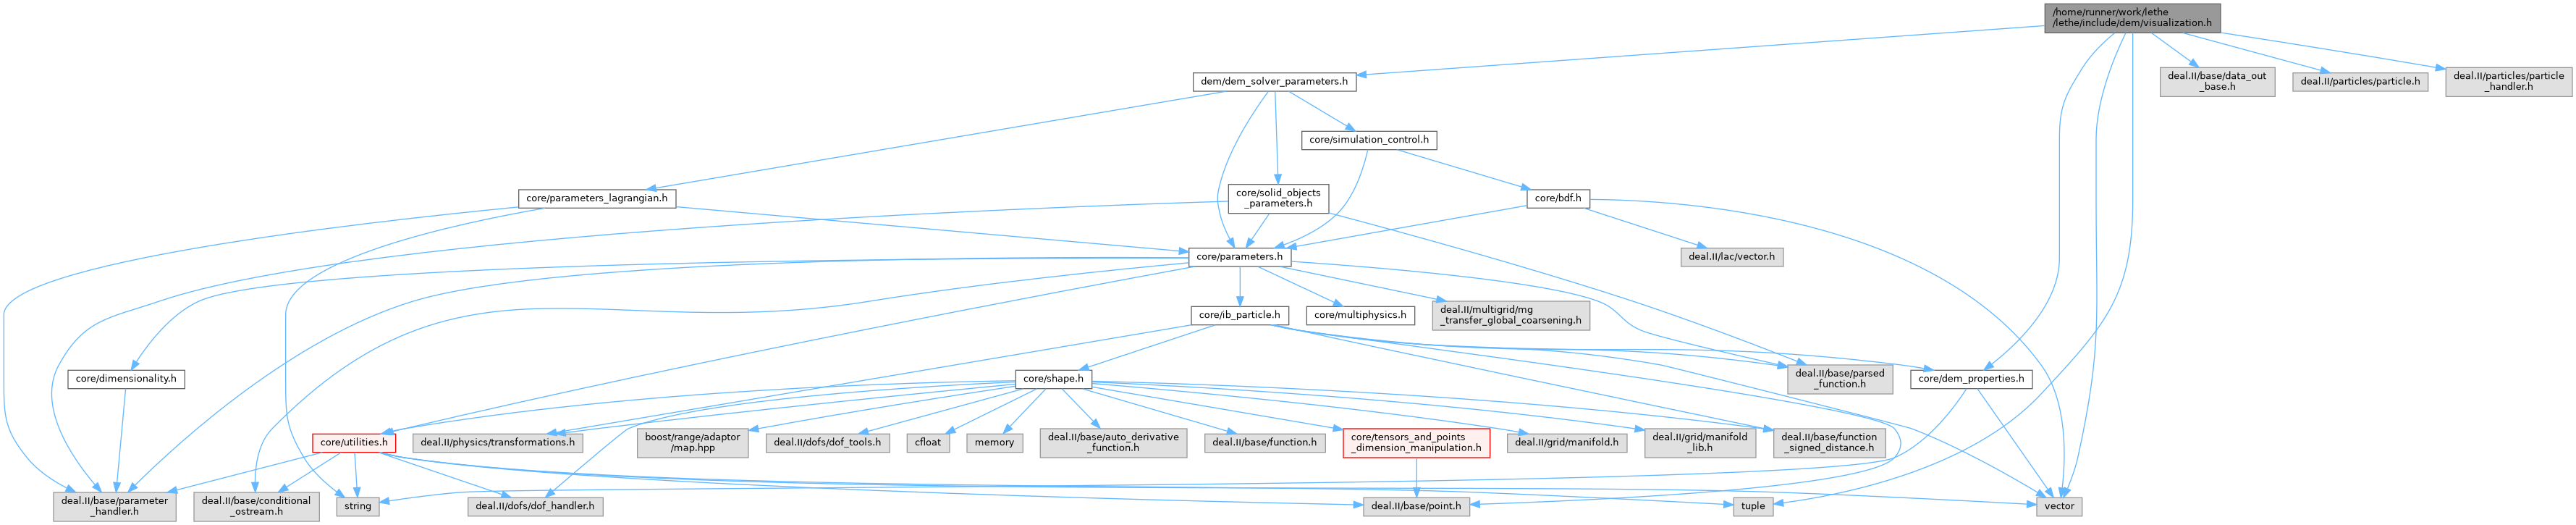 /home/runner/work/lethe
/lethe/include/dem/visualization.h
dem/dem_solver_parameters.h
deal.II/base/data_out
_base.h
deal.II/particles/particle.h
deal.II/particles/particle
_handler.h
core/simulation_control.h
core/parameters_lagrangian.h
core/solid_objects
_parameters.h
core/bdf.h
core/parameters.h
deal.II/lac/vector.h
core/ib_particle.h
core/multiphysics.h
deal.II/multigrid/mg
_transfer_global_coarsening.h
core/dimensionality.h
core/shape.h
deal.II/base/parsed
_function.h
core/dem_properties.h
core/utilities.h
deal.II/physics/transformations.h
boost/range/adaptor
/map.hpp
deal.II/dofs/dof_tools.h
cfloat
memory
deal.II/base/auto_derivative
_function.h
deal.II/base/function.h
core/tensors_and_points
_dimension_manipulation.h
deal.II/grid/manifold.h
deal.II/grid/manifold
_lib.h
deal.II/base/function
_signed_distance.h
deal.II/base/parameter
_handler.h
deal.II/base/conditional
_ostream.h
string
deal.II/dofs/dof_handler.h
deal.II/base/point.h
tuple
vector